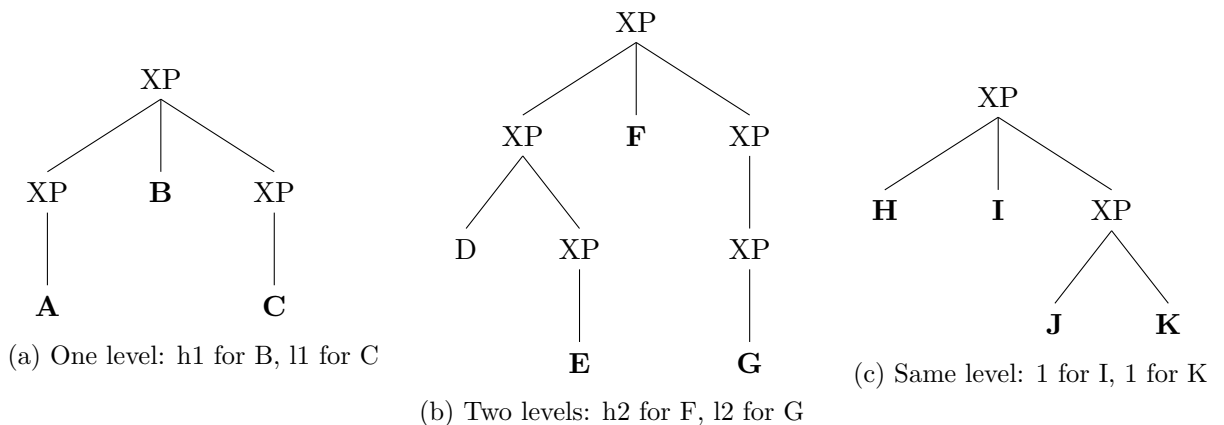 XP
XP
B
XP
A
C
(a) One level: h1 for B, l1 for C
XP
XP
F
XP
D
XP
XP
E
G
(b) Two levels: h2 for F, l2 for G
XP
H
I
XP
J
K
(c) Same level: 1 for I, 1 for K